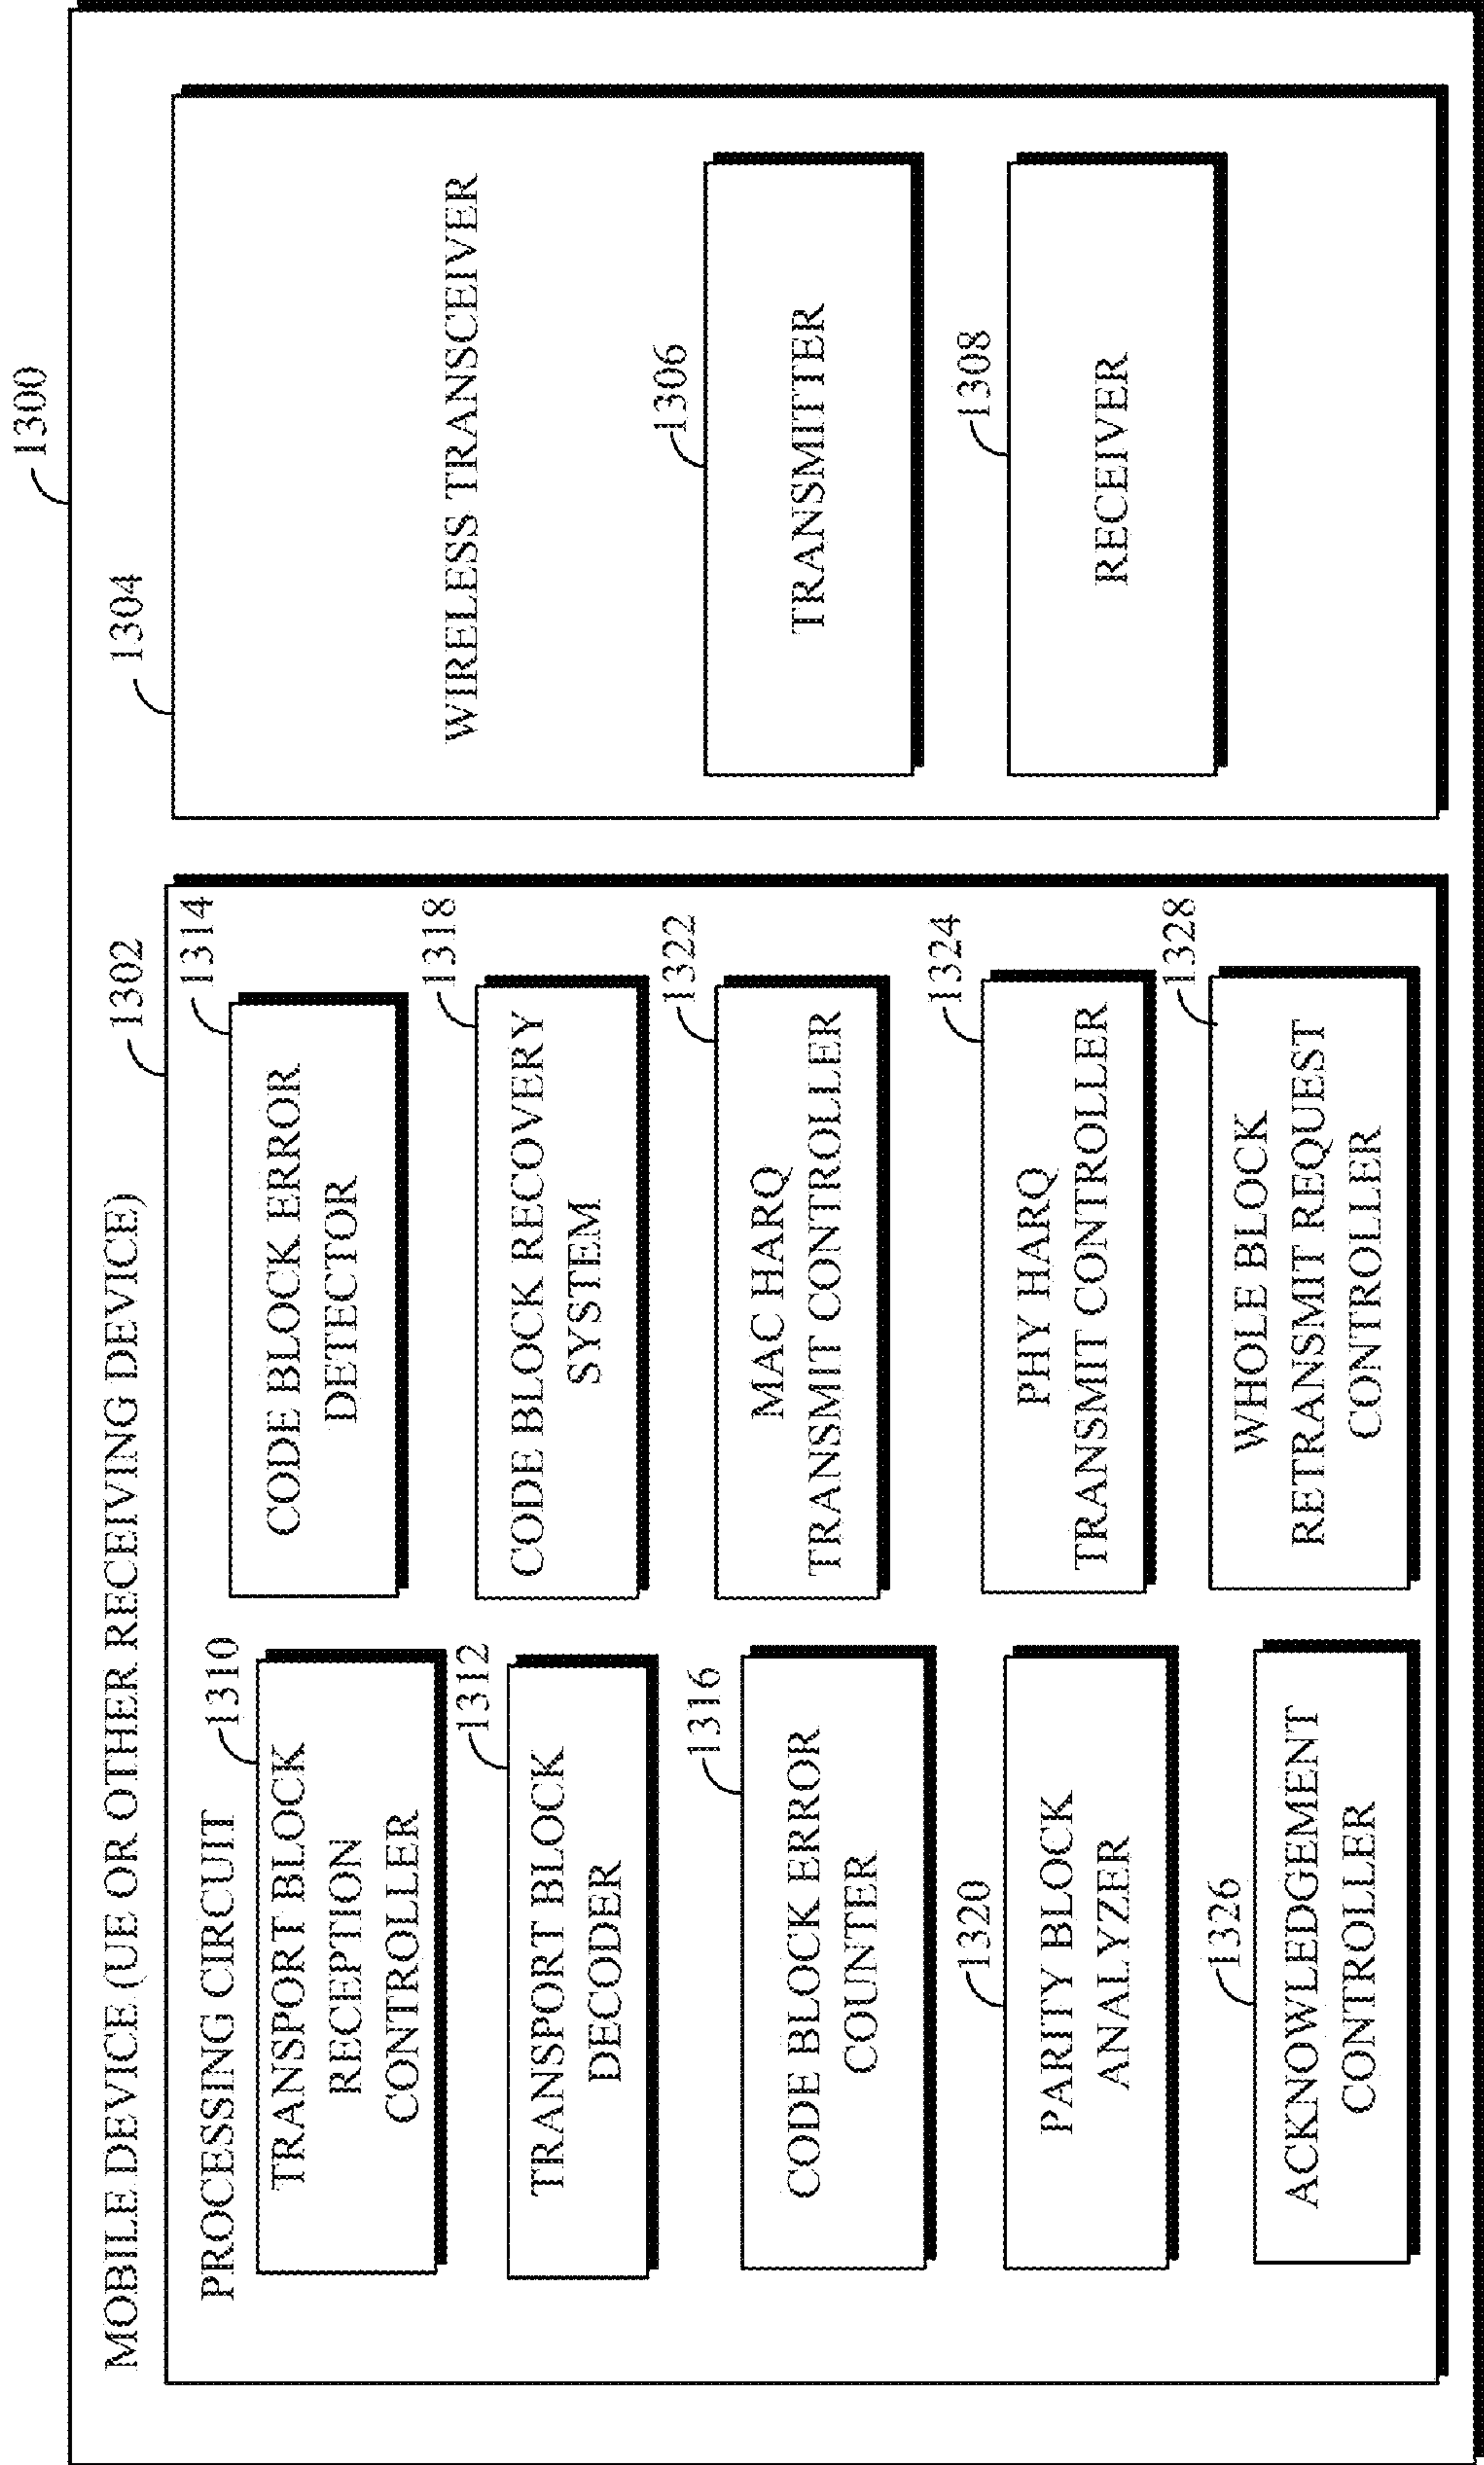 1300
MOBILE DEVICE (UE OR OTHER RECEIVING DEVICE)
1302
1304
PROCESSING CIRCUIT
1310
TRANSPORT BLOCK
RECEPTION
CONTROLLER
1314
CODE BLOCK ERROR
DETECTOR
1312
TRANSPORT BLOCK
DECODER
1318
CODE BLOCK RECOVERY
SYSTEM
1316
CODE BLOCK ERROR
COUNTER
1322
MAC HARQ
TRANSMIT CONTROLLER
1320
PARITY BLOCK
ANALYZER
1324
PHY HARQ
TRANSMIT CONTROLLER
1326
ACKNOWLEDGEMENT
CONTROLLER
1328
WHOLE BLOCK
RETRANSMIT REQUEST
CONTROLLER
WIRELESS TRANSCEIVER
1306
TRANSMITTER
1308
RECEIVER